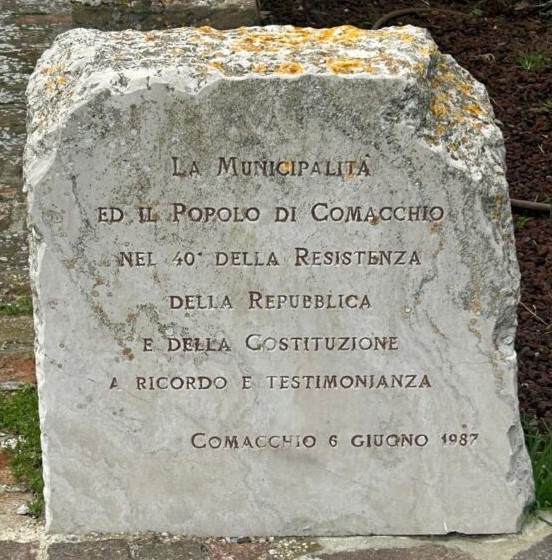 La Municipalità
ed il Popolo di Comacchio
nel 40° della Resistenza
della Repubblica
e della Costituzione
a ricordo e testimonianza
Comacchio 6 giugno 1987